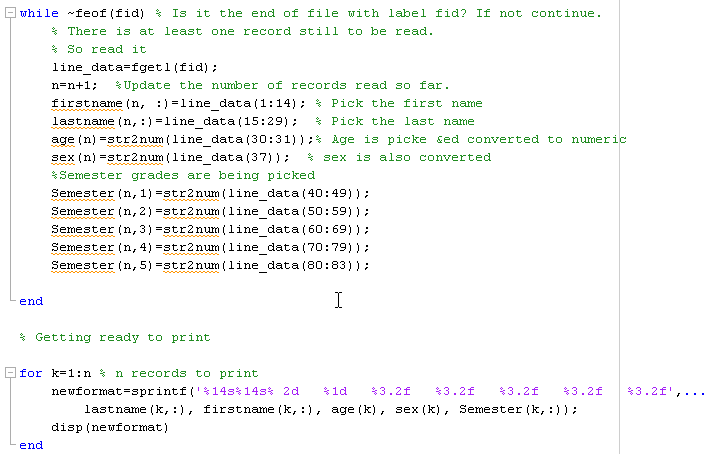 while ~feof(fid) % Is it the end of file with label fid? If not continue.
% There is at least one record still to be read.
% So read it
line_data=fgetl(fid);
n=n+1;  %Update the number of records read so far.
firstname(n, :)=line_data(1:14); % Pick the first name
lastname(n,:)=line_data(15:29);  % Pick the last name
age(n)=str2num(line_data(30:31));% Age is picke &ed converted to numeric
sex(n)=str2num(line_data(37));  % sex is also converted
%Semester grades are being picked
Semester(n,1)=str2num(line_data(40:49));
Semester(n,2)=str2num(line_data(50:59));
Semester(n,3)=str2num(line_data(60:69));
Semester(n,4)=str2num(line_data(70:79));
Semester(n,5)=str2num(line_data(80:83));
end
% Getting ready to print
for k=1:n % n records to print
newformat=sprintf('%14s%14s% 2d   %1d   %3.2f   %3.2f   %3.2f   %3.2f   %3.2f',...
lastname(k,:), firstname(k,:), age(k), sex(k), Semester(k,:));
disp(newformat)
end